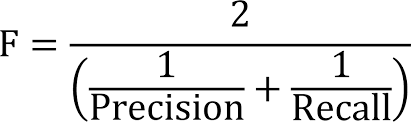 F = 2 / (1/Precision + 1/Recall)